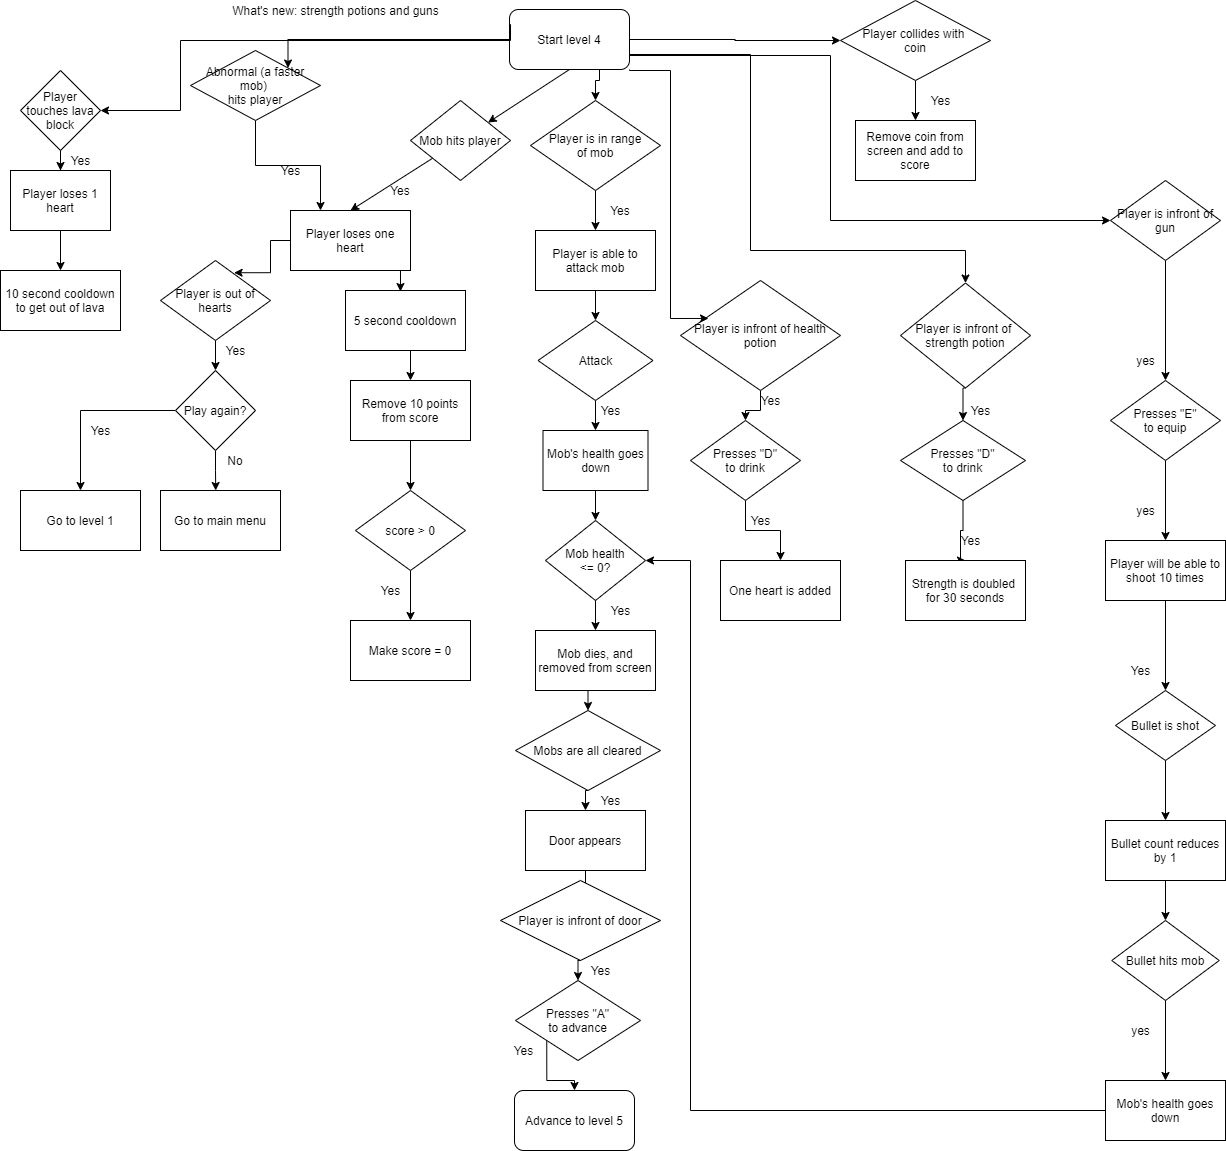 What's new: strength potions and guns
Start level 4
Player collides with
coin
Yes
Remove coin from
screen and add to
score
Player
touches lava
block
Yes
Player loses 1
heart
10 second cooldown
to get out of lava
Abnormal (a faster
mob)
hits player
Yes
Mob hits player
Yes
Player loses one
heart
Player is out of
hearts
Yes
Play again?
Yes
No
Go to level 1
Go to main menu
5 second cooldown
Remove 10 points
from score
score > 0
Yes
Make score = 0
Player is in range
of mob
Yes
Player is able to
attack mob
Attack
Yes
Mob's health goes
down
Mob health
<= 0?
Yes
Mob dies, and
removed from screen
Mobs are all cleared
Yes
Door appears
Player is infront of door
Yes
Presses "A"
to advance
Yes
Advance to level 5
Player is infront of health
potion
Yes
Presses "D"
to drink
Yes
One heart is added
Player is infront of
strength potion
Yes
Presses "D"
to drink
Yes
Strength is doubled
for 30 seconds
Player is infront of
gun
yes
Presses "E"
to equip
yes
Player will be able to
shoot 10 times
Yes
Bullet is shot
Bullet count reduces
by 1
Bullet hits mob
yes
Mob's health goes
down